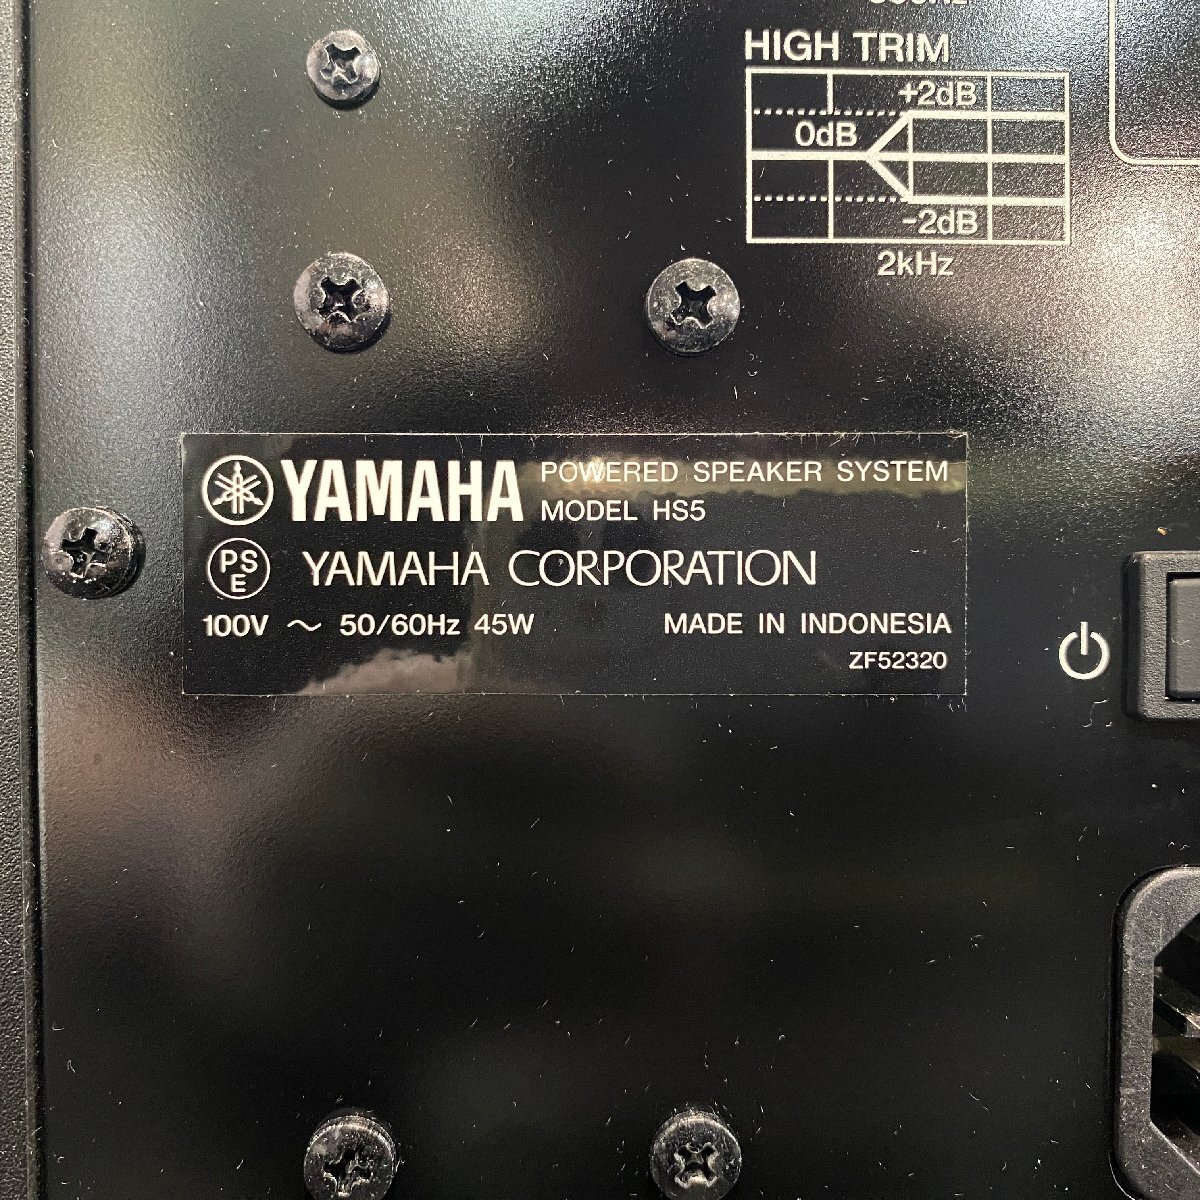 HIGH TRIM
+2dB
0dB
-2dB
2kHz
YAMAHA POWERED SPEAKER SYSTEM
MODEL HS5
PS
E
YAMAHA CORPORATION
100V ～ 50/60Hz 45W MADE IN INDONESIA
ZF52320